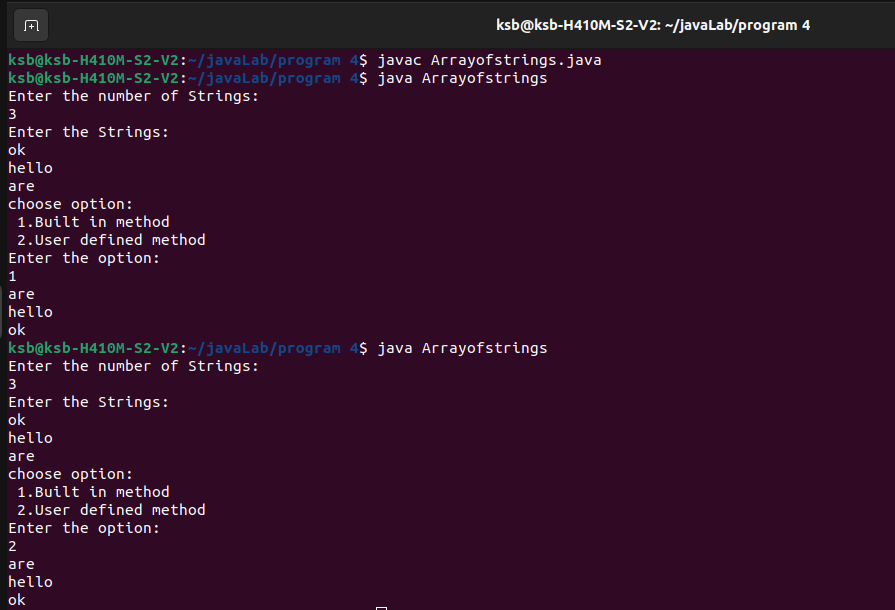 ksb@ksb-H410M-S2-V2: ~/javaLab/program 4
ksb@ksb-H410M-S2-V2:~/javaLab/program 4$ javac Arrayofstrings.java
ksb@ksb-H410M-S2-V2:~/javaLab/program 4$ java Arrayofstrings
Enter the number of Strings:
3
Enter the Strings:
ok
hello
are
choose option:
 1.Built in method
 2.User defined method
Enter the option:
1
are
hello
ok
ksb@ksb-H410M-S2-V2:~/javaLab/program 4$ java Arrayofstrings
Enter the number of Strings:
3
Enter the Strings:
ok
hello
are
choose option:
 1.Built in method
 2.User defined method
Enter the option:
2
are
hello
ok